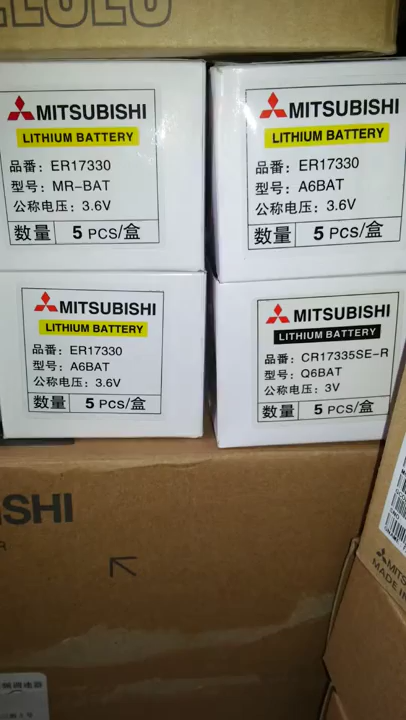 MITSUBISHI
LITHIUM BATTERY
品番: ER17330
型号: MR-BAT
公称电压: 3.6V
数量 5 PCS/盒
MITSUBISHI
LITHIUM BATTERY
品番: ER17330
型号: A6BAT
公称电压: 3.6V
数量 5 PCS/盒
MITSUBISHI
LITHIUM BATTERY
品番: ER17330
型号: A6BAT
公称电压: 3.6V
数量 5 PCS/盒
MITSUBISHI
LITHIUM BATTERY
品番: CR17335SE-R
型号: Q6BAT
公称电压: 3V
数量 5 PCS/盒
ISHI
R
MITS
MADE IN